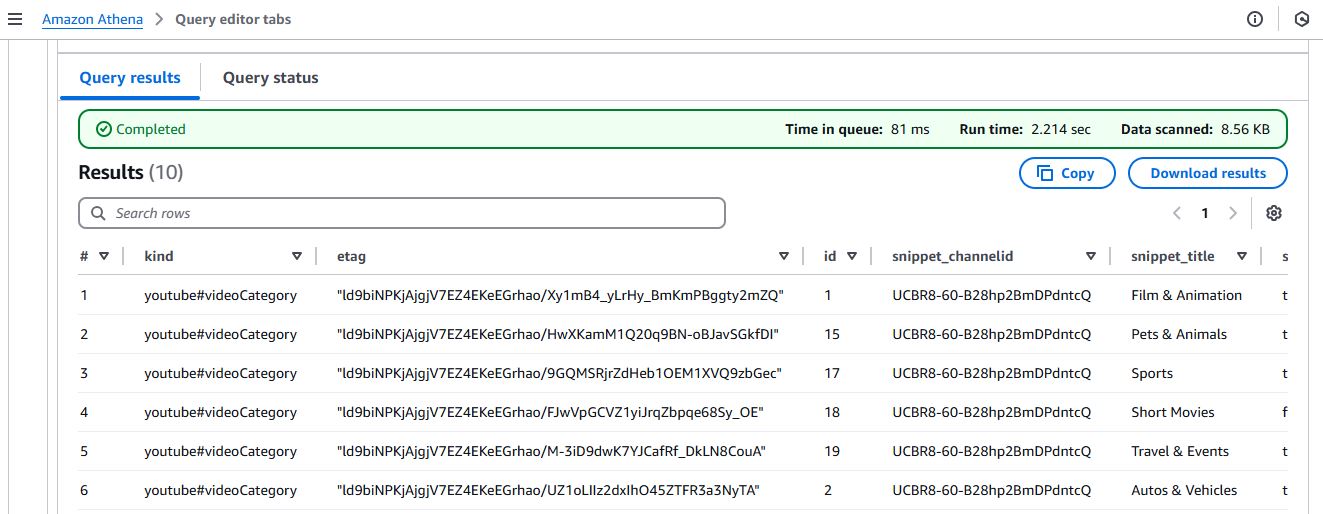 Amazon Athena > Query editor tabs
Query results Query status
Completed Time in queue: 81 ms Run time: 2.214 sec Data scanned: 8.56 KB
Results (10) Copy Download results
Search rows < 1 >
# kind etag id snippet_channelid snippet_title s
1 youtube#videoCategory "ld9biNPKjAjgjV7EZ4EKeEGrhao/Xy1mB4_yLrHy_BmKmPBggty2mZQ" 1 UCBR8-60-B28hp2BmDPdntcQ Film & Animation t
2 youtube#videoCategory "ld9biNPKjAjgjV7EZ4EKeEGrhao/HwXKamM1Q20q9BN-oBJavSGkfDI" 15 UCBR8-60-B28hp2BmDPdntcQ Pets & Animals t
3 youtube#videoCategory "ld9biNPKjAjgjV7EZ4EKeEGrhao/9GQMSRjrZdHeb1OEM1XVQ9zbGec" 17 UCBR8-60-B28hp2BmDPdntcQ Sports t
4 youtube#videoCategory "ld9biNPKjAjgjV7EZ4EKeEGrhao/FJwVpGCVZ1yiJrqZbpqe68Sy_OE" 18 UCBR8-60-B28hp2BmDPdntcQ Short Movies f
5 youtube#videoCategory "ld9biNPKjAjgjV7EZ4EKeEGrhao/M-3iD9dwK7YJCafRf_DkLN8CouA" 19 UCBR8-60-B28hp2BmDPdntcQ Travel & Events t
6 youtube#videoCategory "ld9biNPKjAjgjV7EZ4EKeEGrhao/UZ1oLIIz2dxIhO45ZTFR3a3NyTA" 2 UCBR8-60-B28hp2BmDPdntcQ Autos & Vehicles t